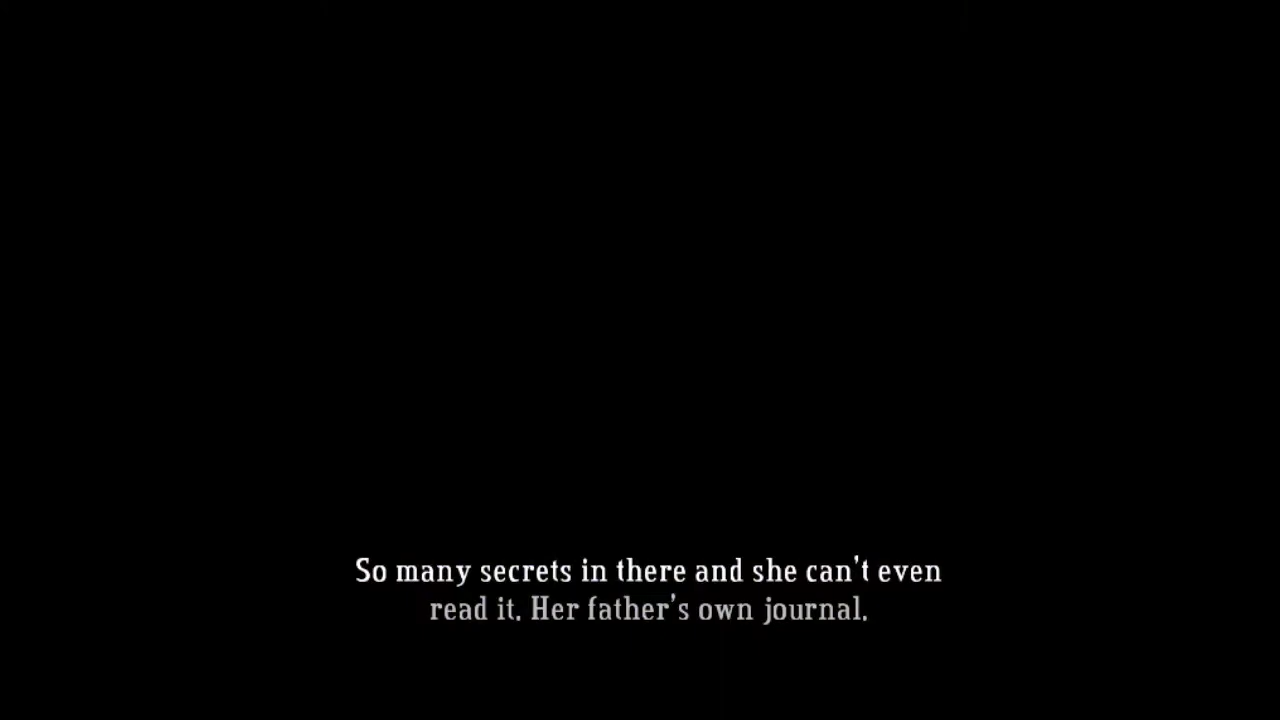 So many secrets in there and she can't even
read it. Her father's own journal.